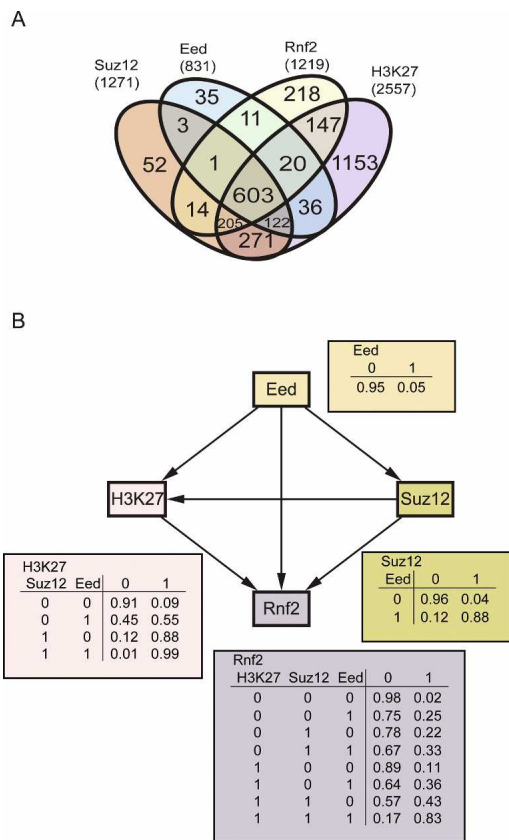 A
Suz12
(1271)
Eed
(831)
Rnf2
(1219)
H3K27
(2557)
35
11
218
3
147
52
1
20
1153
603
14
36
205
122
271
B
Eed
0 1
0.95 0.05
Eed
H3K27
Suz12
Rnf2
H3K27
Suz12 Eed 0 1
0 0 0.91 0.09
0 1 0.45 0.55
1 0 0.12 0.88
1 1 0.01 0.99
Suz12
Eed 0 1
0 0.96 0.04
1 0.12 0.88
Rnf2
H3K27 Suz12 Eed 0 1
0 0 0 0.98 0.02
0 0 1 0.75 0.25
0 1 0 0.78 0.22
0 1 1 0.67 0.33
1 0 0 0.89 0.11
1 0 1 0.64 0.36
1 1 0 0.57 0.43
1 1 1 0.17 0.83